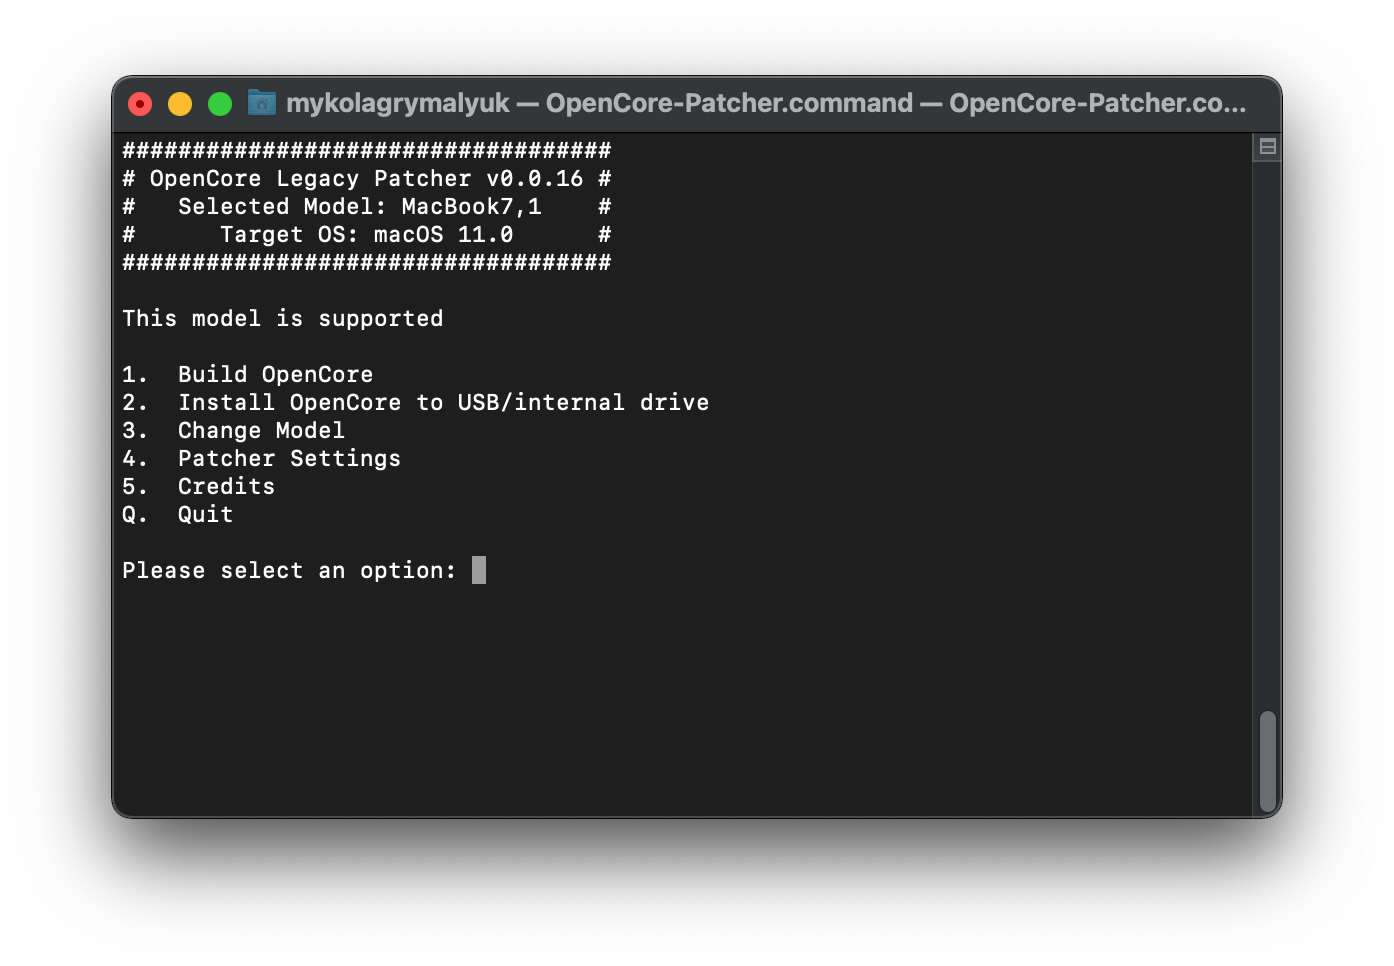 mykolagrymalyuk — OpenCore-Patcher.command — OpenCore-Patcher.co...
###################################
# OpenCore Legacy Patcher v0.0.16 #
#   Selected Model: MacBook7,1    #
#      Target OS: macOS 11.0      #
###################################
This model is supported
1.  Build OpenCore
2.  Install OpenCore to USB/internal drive
3.  Change Model
4.  Patcher Settings
5.  Credits
Q.  Quit
Please select an option: